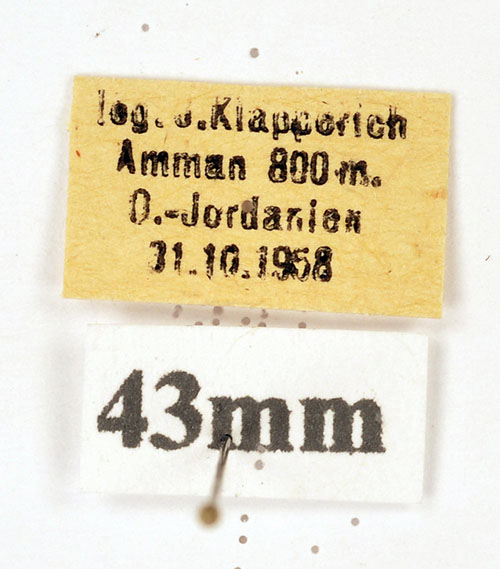 leg. J. Klapperich
Amman 800 m.
O.-Jordanien
31.10.1958
43mm